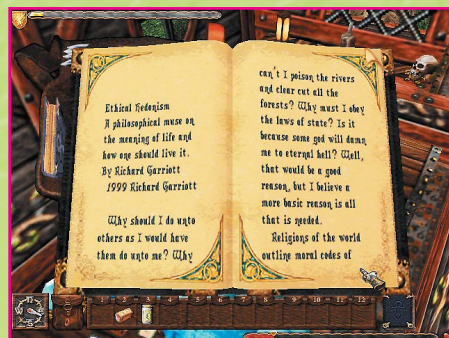 Ethical Hedonism
A philosophical muse on
the meaning of life and
how one should live it.
By Richard Garriott
1999 Richard Garriott
Why should I do unto
others as I would have
them do unto me? Why
can't I poison the rivers
and clear cut all the
forests? Why must I obey
the laws of state? Is it
because some god will damn
me to eternal hell? Well,
that would be a good
reason, but I believe a
more basic reason is all
that is needed.
Religions of the world
outline moral codes of
1 2 3 4 5 6 7 8 9 10 11 12